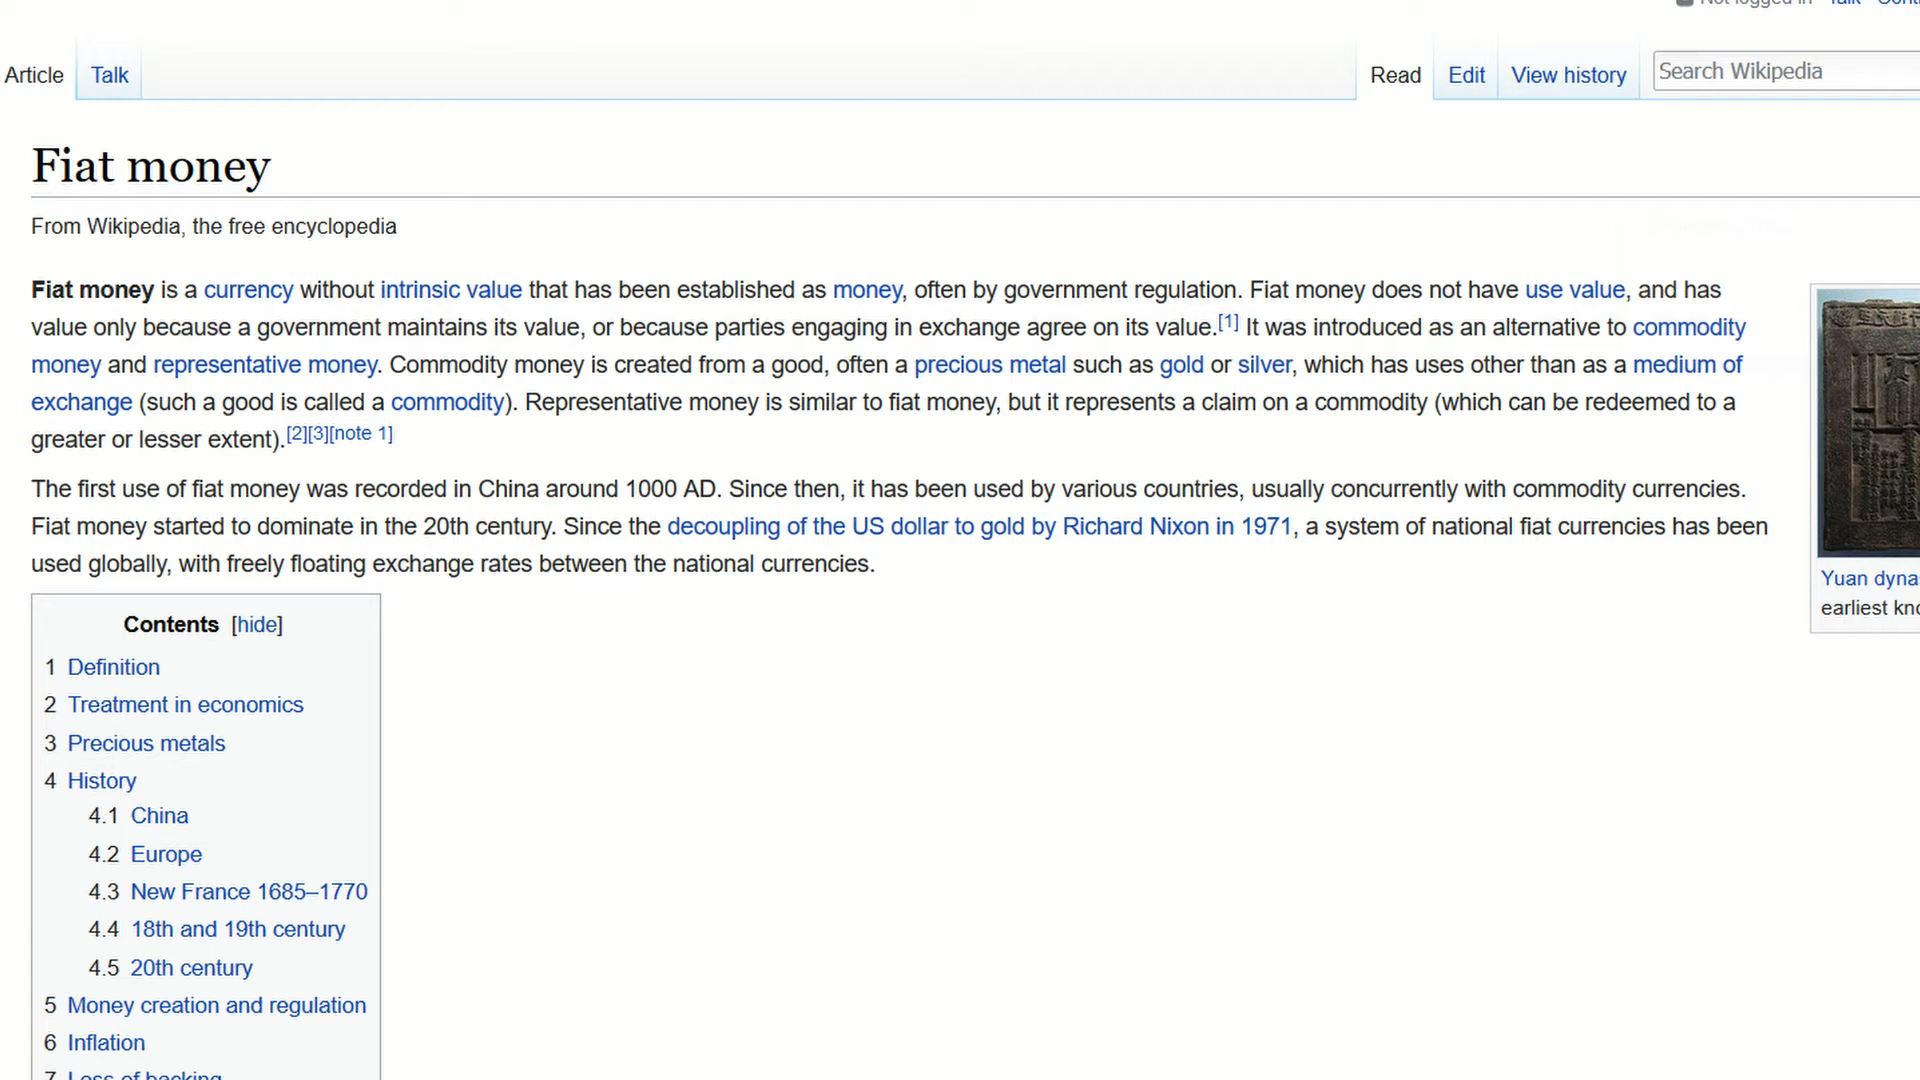 Not logged in Talk
Article Talk Read Edit View history Search Wikipedia
Fiat money
From Wikipedia, the free encyclopedia
Fiat money is a currency without intrinsic value that has been established as money, often by government regulation. Fiat money does not have use value, and has
value only because a government maintains its value, or because parties engaging in exchange agree on its value.[1] It was introduced as an alternative to commodity
money and representative money. Commodity money is created from a good, often a precious metal such as gold or silver, which has uses other than as a medium of
exchange (such a good is called a commodity). Representative money is similar to fiat money, but it represents a claim on a commodity (which can be redeemed to a
greater or lesser extent).[2][3][note 1]
The first use of fiat money was recorded in China around 1000 AD. Since then, it has been used by various countries, usually concurrently with commodity currencies.
Fiat money started to dominate in the 20th century. Since the decoupling of the US dollar to gold by Richard Nixon in 1971, a system of national fiat currencies has been
used globally, with freely floating exchange rates between the national currencies.
Yuan dyna
earliest kno
Contents [hide]
1 Definition
2 Treatment in economics
3 Precious metals
4 History
4.1 China
4.2 Europe
4.3 New France 1685–1770
4.4 18th and 19th century
4.5 20th century
5 Money creation and regulation
6 Inflation
7 Loss of backing